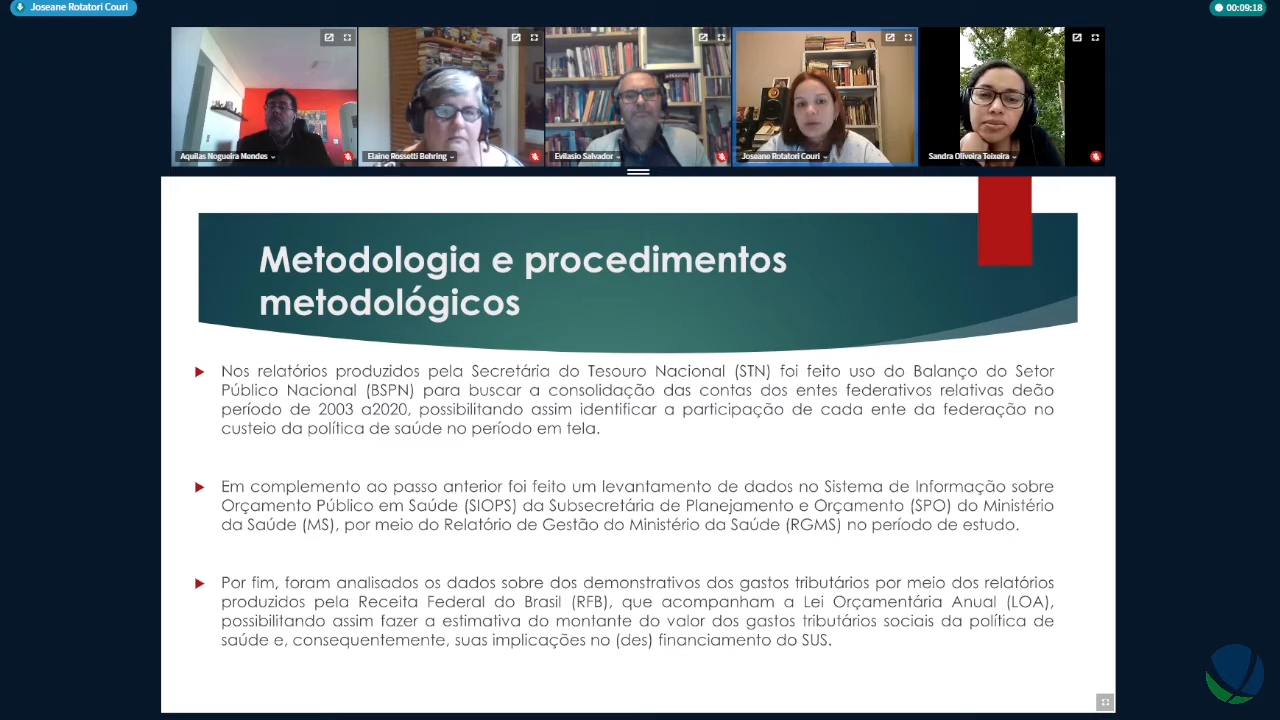 Joseane Rotatori Couri
00:09:18
Aquilas Nogueira Mendes
Elaine Rossetti Behring
Evilasio Salvador
Joseane Rotatori Couri
Sandra Oliveira Teixeira
Metodologia e procedimentos
metodológicos
Nos relatórios produzidos pela Secretária do Tesouro Nacional (STN) foi feito uso do Balanço do Setor
Público Nacional (BSPN) para buscar a consolidação das contas dos entes federativos relativas deão
período de 2003 a2020, possibilitando assim identificar a participação de cada ente da federação no
custeio da política de saúde no período em tela.
Em complemento ao passo anterior foi feito um levantamento de dados no Sistema de Informação sobre
Orçamento Público em Saúde (SIOPS) da Subsecretária de Planejamento e Orçamento (SPO) do Ministério
da Saúde (MS), por meio do Relatório de Gestão do Ministério da Saúde (RGMS) no período de estudo.
Por fim, foram analisados os dados sobre dos demonstrativos dos gastos tributários por meio dos relatórios
produzidos pela Receita Federal do Brasil (RFB), que acompanham a Lei Orçamentária Anual (LOA),
possibilitando assim fazer a estimativa do montante do valor dos gastos tributários sociais da política de
saúde e, consequentemente, suas implicações no (des) financiamento do SUS.